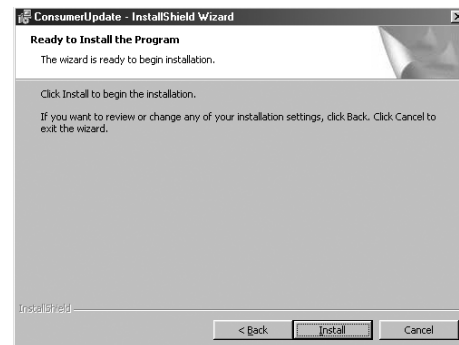 ConsumerUpdate - InstallShield Wizard
Ready to Install the Program
The wizard is ready to begin installation.
Click Install to begin the installation.
If you want to review or change any of your installation settings, click Back. Click Cancel to
exit the wizard.
InstallShield
< Back Install Cancel